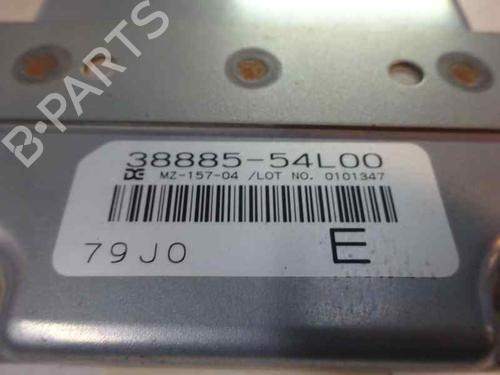 38885-54L00
MZ-157-04 /LOT NO. 0101347
79J0
E
B-PARTS